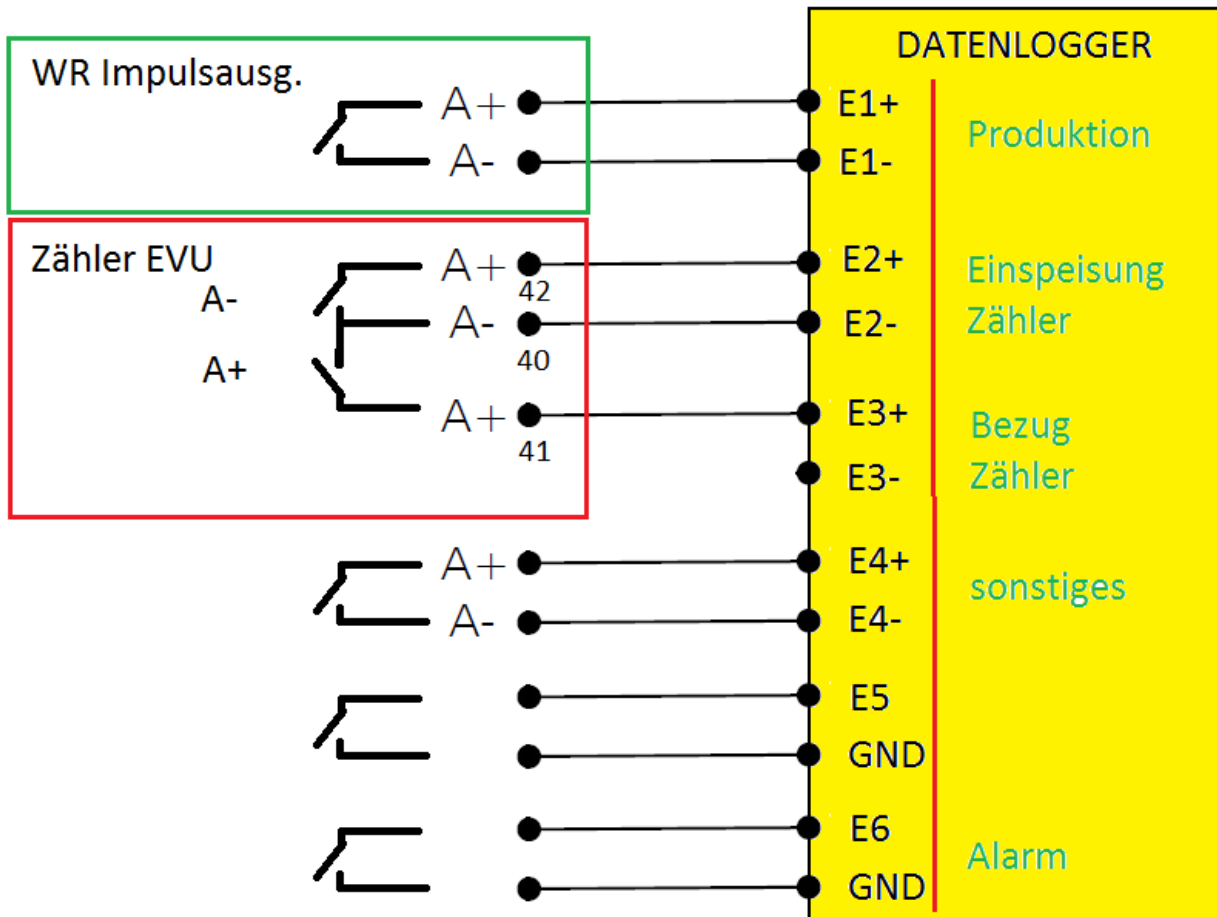 DATENLOGGER
WR Impulsausg.
A+ E1+
Produktion
A- E1-
Zähler EVU
A+ E2+ Einspeisung
A- 42
A- E2- Zähler
40
A+
A+ E3+ Bezug
41
E3- Zähler
A+ E4+
sonstiges
A- E4-
E5
GND
E6
Alarm
GND